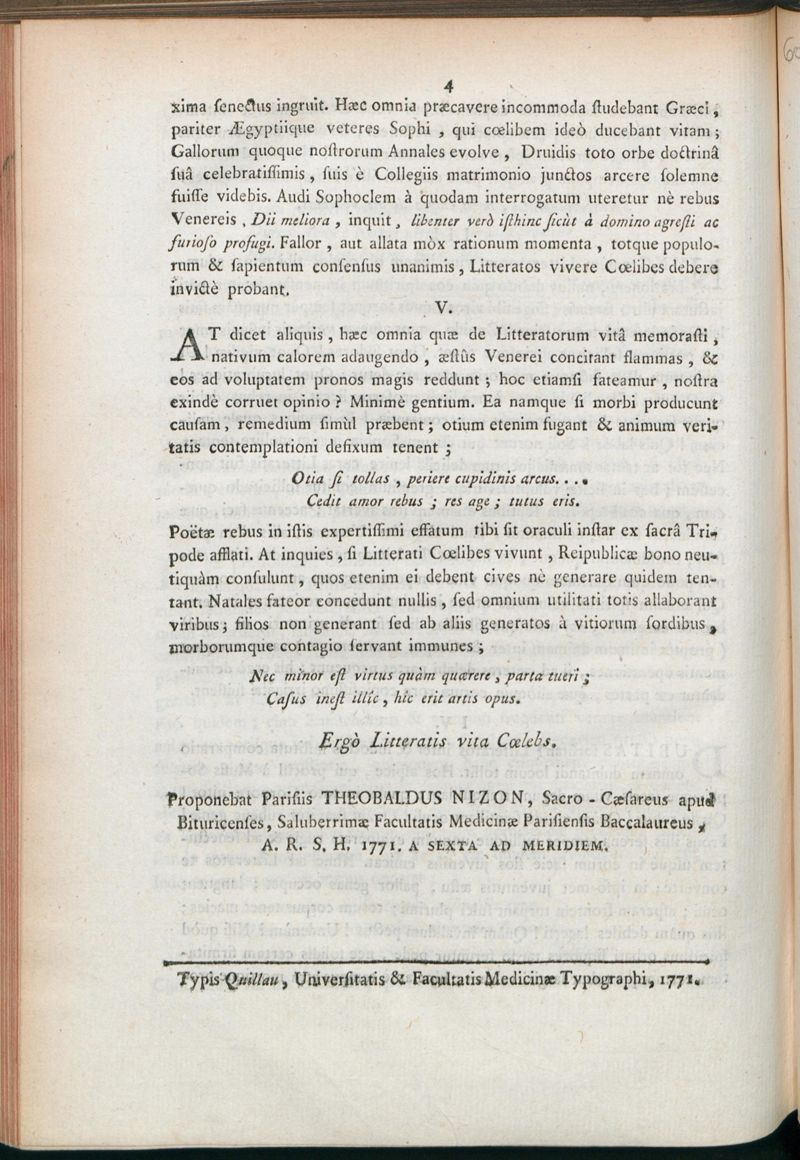 4
xima ſenectus ingruit. Hæc omnia præcavere incommoda ſtudebant Græci,
pariter Ægyptiique veteres Sophi , qui cœlibem ideò ducebant vitam ;
Gallorum quoque noſtrorum Annales evolve , Druidis toto orbe doctrinâ
ſuâ celebratiſſimis , ſuis è Collegiis matrimonio junctos arcere ſolemne
fuiſſe videbis. Audi Sophoclem à quodam interrogatum uteretur nè rebus
Venereis , Dii meliora , inquit , libenter verò iſthinc ſicùt à domino agreſti ac
furioſo profugi. Fallor , aut allata mòx rationum momenta , totque populo-
rum & ſapientum conſenſus unanimis , Litteratos vivere Cœlibes debere
invictè probant.
V.
AT dicet aliquis , hæc omnia quæ de Litteratorum vitâ memoraſti ,
nativum calorem adaugendo , æſtûs Venerei concirant flammas , &
eos ad voluptatem pronos magis reddunt ; hoc etiamſi fateamur , noſtra
exindè corruet opinio ? Minimè gentium. Ea namque ſi morbi producunt
cauſam , remedium ſimùl præbent ; otium etenim fugant & animum veri-
tatis contemplationi defixum tenent ;
Otia ſi tollas , periere cupidinis arcus. . . .
Cedit amor rebus ; res age ; tutus eris.
Poëtæ rebus in iſtis expertiſſimi effatum tibi ſit oraculi inſtar ex ſacrâ Tri-
pode afflati. At inquies , ſi Litterati Cœlibes vivunt , Reipublicæ bono neu-
tiquàm conſulunt , quos etenim ei debent cives nè generare quidem ten-
tant. Natales fateor concedunt nullis , ſed omnium utilitati totis allaborant
viribus ; filios non generant ſed ab aliis generatos à vitiorum ſordibus ,
morborumque contagio ſervant immunes ;
Nec minor eſt virtus quàm quærere , parta tueri ;
Caſus ineſt illîc , hîc erit artis opus.
Ergò Litteratis vita Cœlebs.
Proponebat Pariſiis THEOBALDUS NIZON, Sacro - Cæſareus apud
Bituricenſes, Saluberrimæ Facultatis Medicinæ Pariſienſis Baccalaureus ,
A. R. S. H. 1771. A SEXTA AD MERIDIEM.
Typis Quillau, Univerſitatis & Facultatis Medicinæ Typographi, 1771.